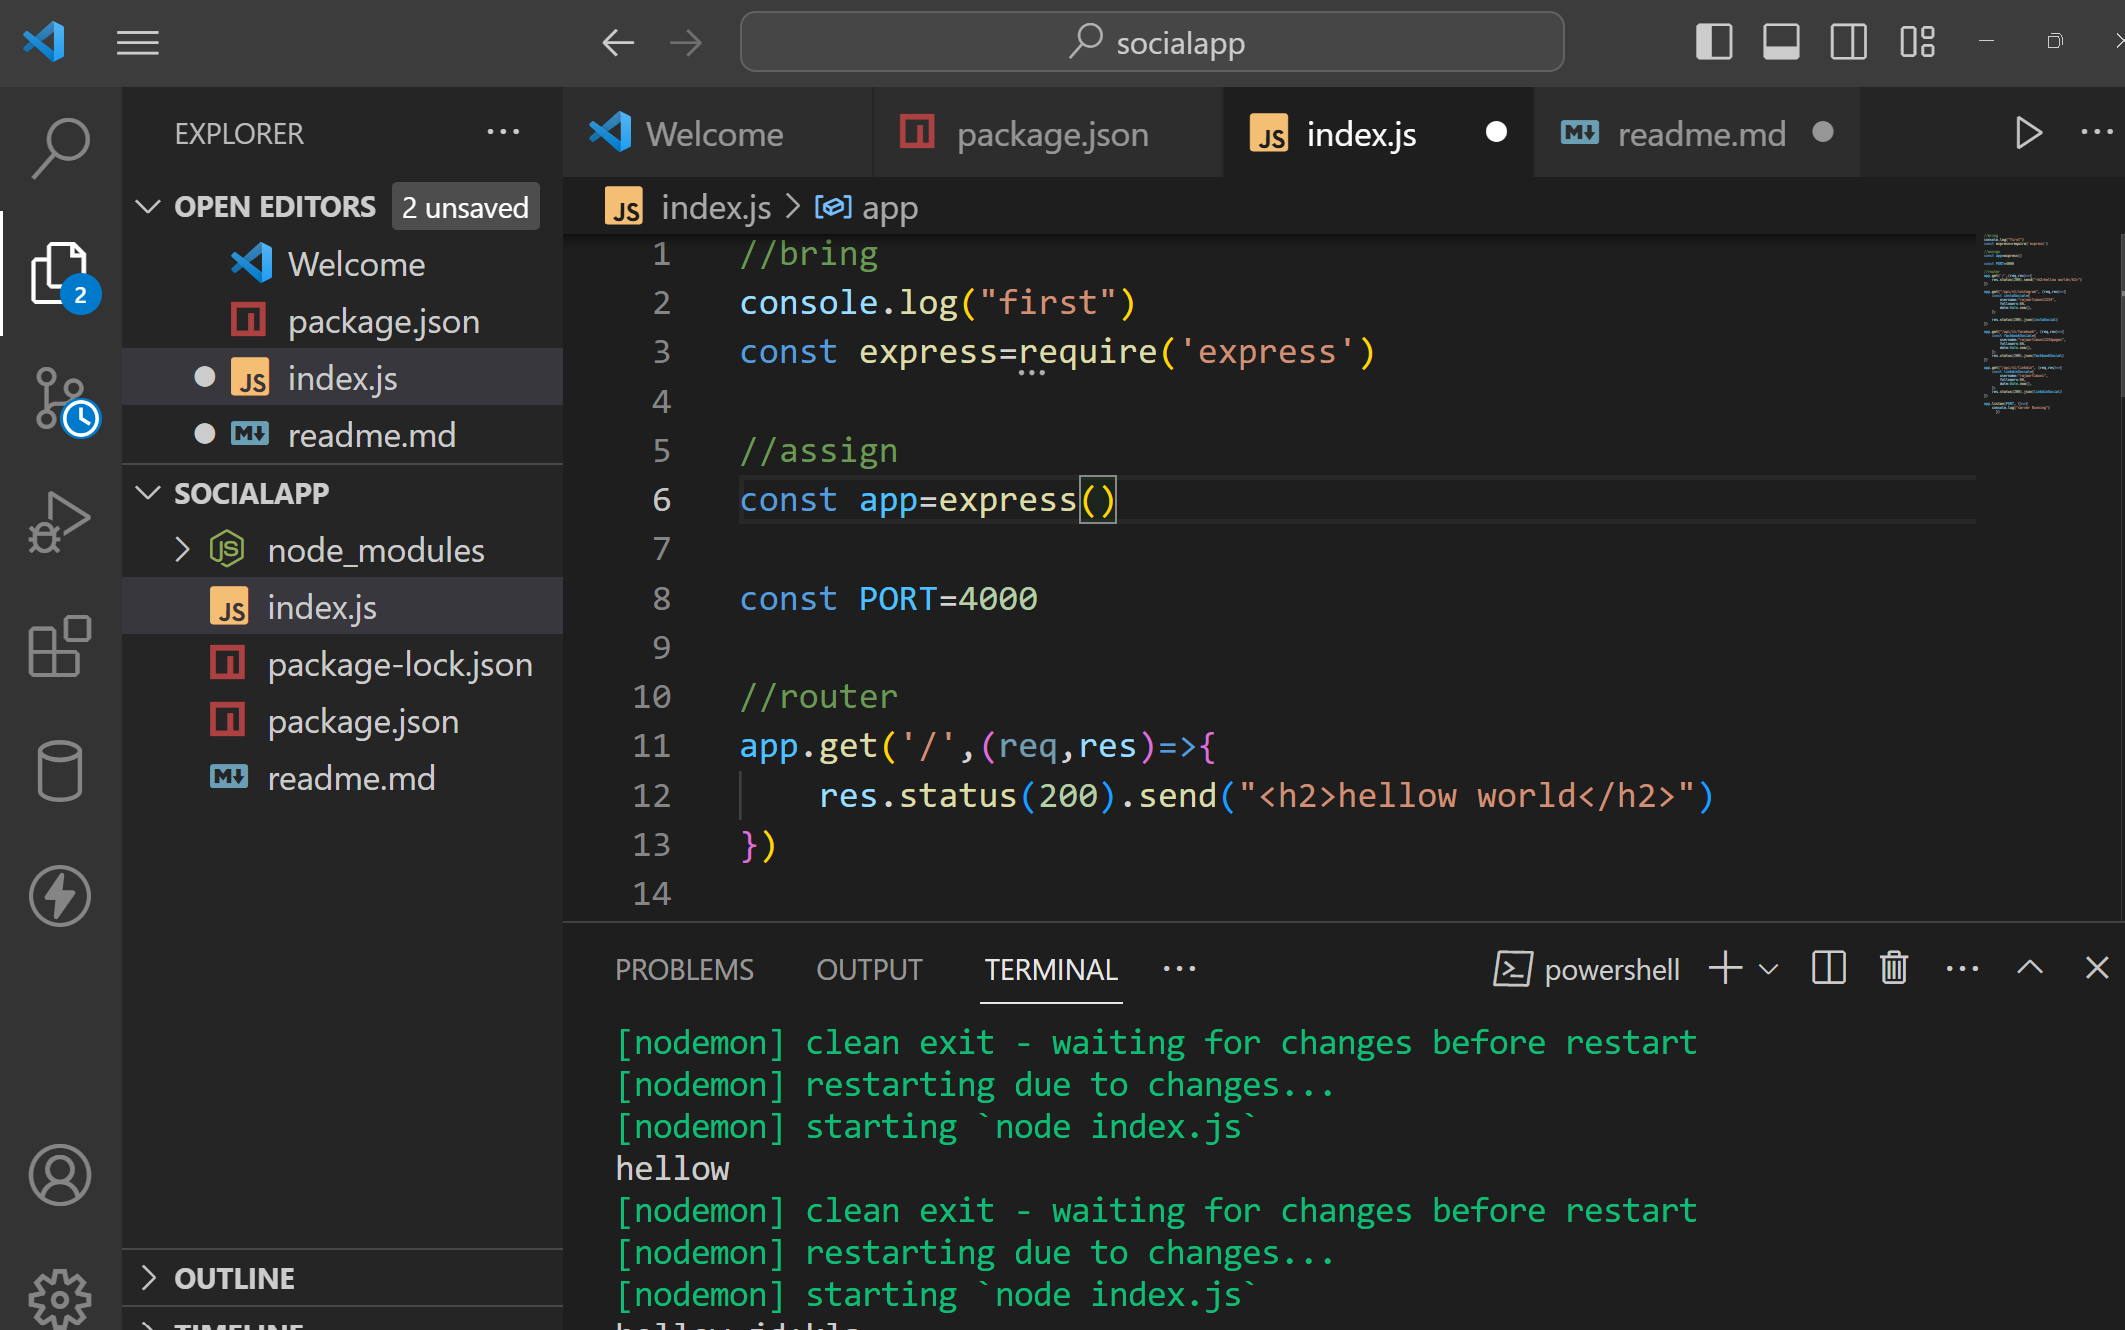 socialapp
EXPLORER
OPEN EDITORS 2 unsaved
Welcome
package.json
index.js
readme.md
SOCIALAPP
node_modules
index.js
package-lock.json
package.json
readme.md
OUTLINE
TIMELINE
2
Welcome package.json index.js readme.md
index.js > app
1 //bring
2 console.log("first")
3 const express=require('express')
4
5 //assign
6 const app=express()
7
8 const PORT=4000
9
10 //router
11 app.get('/',(req,res)=>{
12 res.status(200).send("<h2>hellow world</h2>")
13 })
14
PROBLEMS OUTPUT TERMINAL ··· powershell
[nodemon] clean exit - waiting for changes before restart
[nodemon] restarting due to changes...
[nodemon] starting `node index.js`
hellow
[nodemon] clean exit - waiting for changes before restart
[nodemon] restarting due to changes...
[nodemon] starting `node index.js`